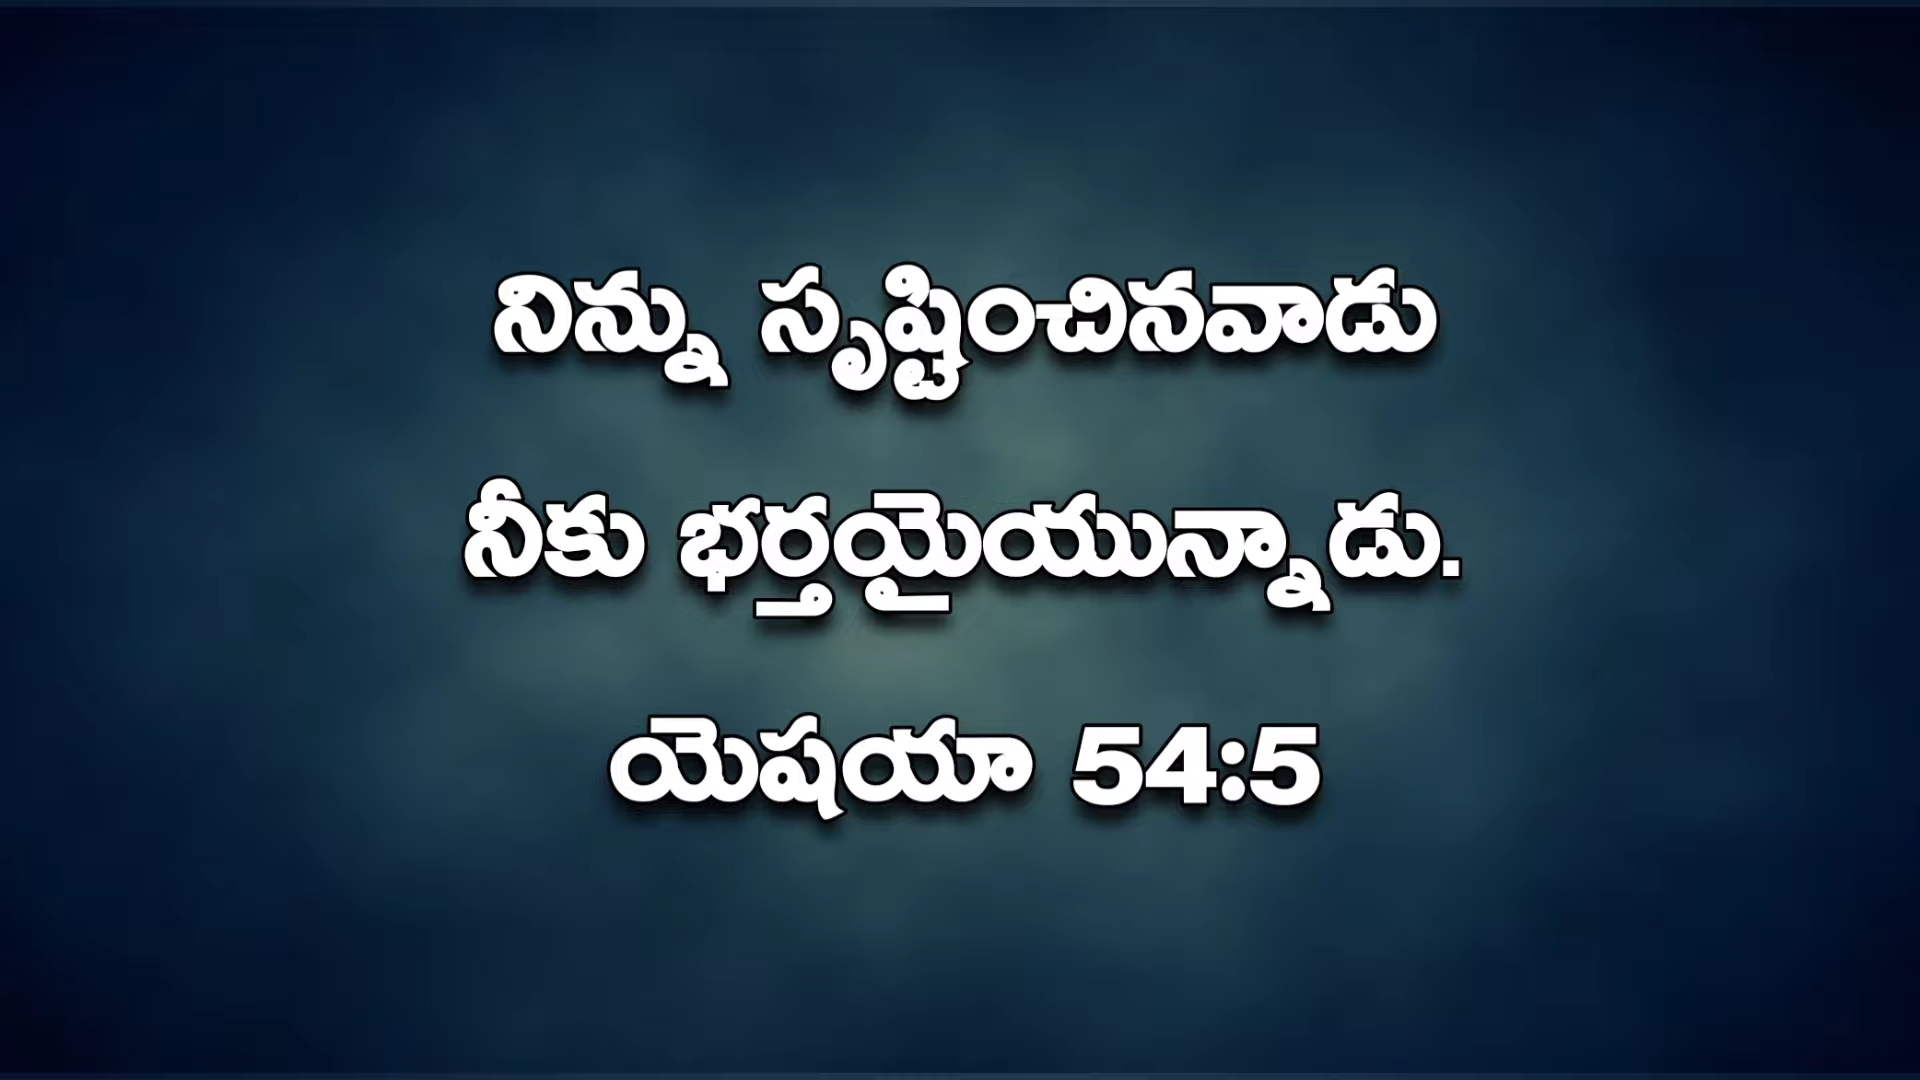 నిన్ను సృష్టించినవాడు
నీకు భర్తయైయున్నాడు.
యెషయా 54:5